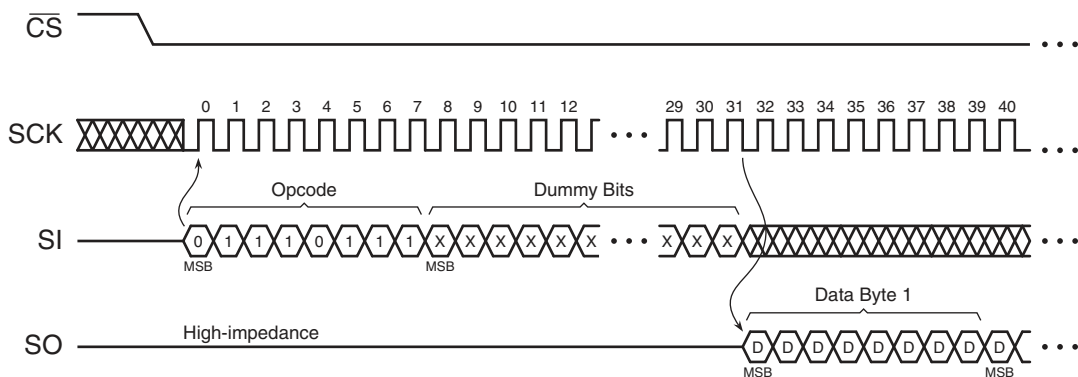 CS
SCK 0 1 2 3 4 5 6 7 8 9 10 11 12 29 30 31 32 33 34 35 36 37 38 39 40
Opcode Dummy Bits
SI 0 1 1 1 0 1 1 1 X X X X X X X X X
MSB MSB
Data Byte 1
High-impedance
SO D D D D D D D D D
MSB MSB